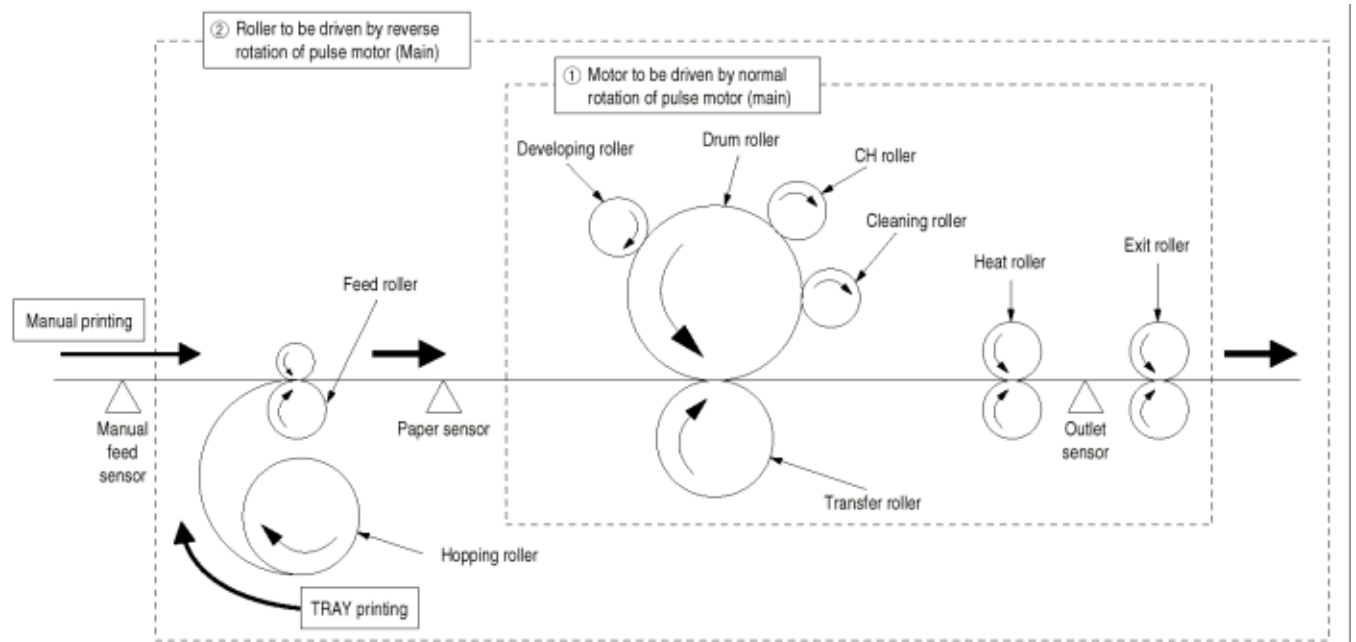 ② Roller to be driven by reverse
rotation of pulse motor (Main)
① Motor to be driven by normal
rotation of pulse motor (main)
Developing roller
Drum roller
CH roller
Cleaning roller
Heat roller
Exit roller
Feed roller
Manual printing
Manual
feed
sensor
Paper sensor
Outlet
sensor
Transfer roller
Hopping roller
TRAY printing